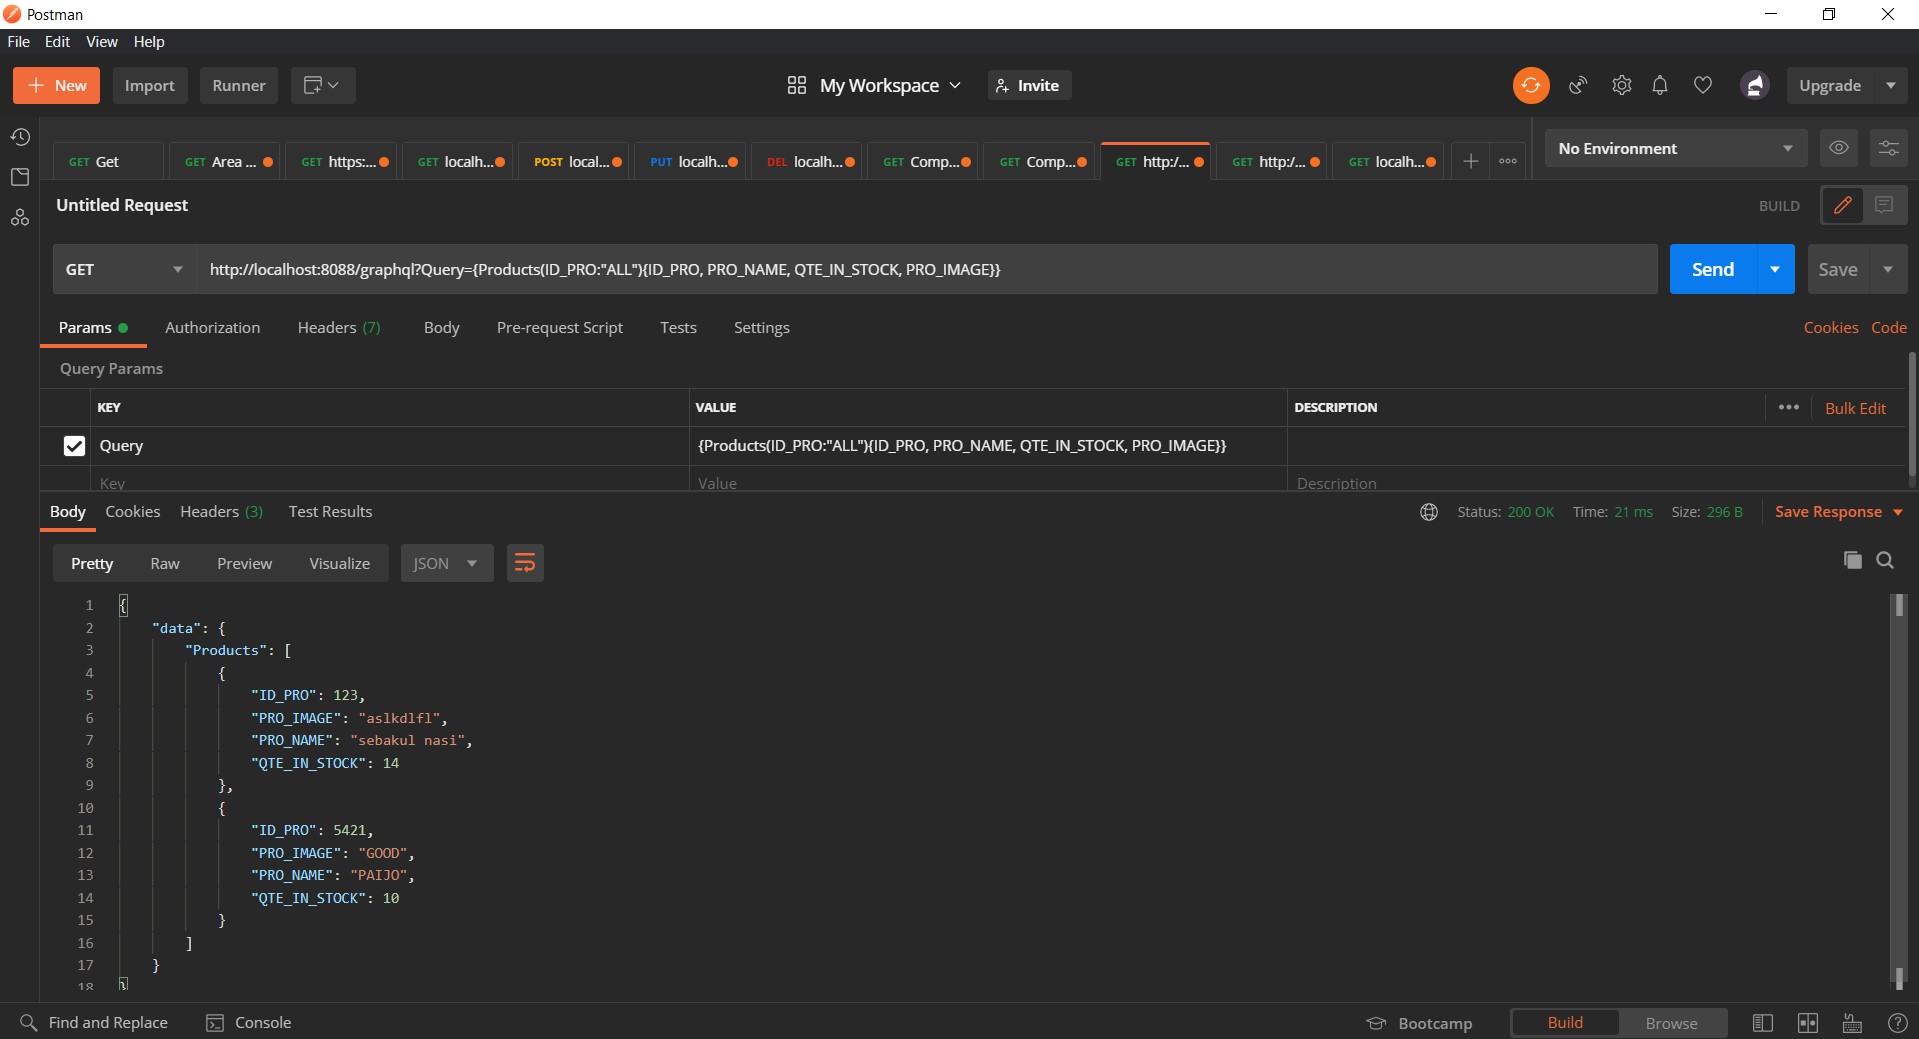 Postman
File Edit View Help
New Import Runner My Workspace Invite Upgrade
GET Get GET Area ... GET https:... GET localh... POST local... PUT localh... DEL localh... GET Comp... GET Comp... GET http:/... GET http:/... GET localh... No Environment
Untitled Request BUILD
GET http://localhost:8088/graphql?Query={Products(ID_PRO:"ALL"){ID_PRO, PRO_NAME, QTE_IN_STOCK, PRO_IMAGE}} Send Save
Params Authorization Headers (7) Body Pre-request Script Tests Settings Cookies Code
Query Params
KEY VALUE DESCRIPTION Bulk Edit
Query {Products(ID_PRO:"ALL"){ID_PRO, PRO_NAME, QTE_IN_STOCK, PRO_IMAGE}}
Key Value Description
Body Cookies Headers (3) Test Results Status: 200 OK Time: 21 ms Size: 296 B Save Response
Pretty Raw Preview Visualize JSON
1 {
2 "data": {
3 "Products": [
4 {
5 "ID_PRO": 123,
6 "PRO_IMAGE": "aslkdlfl",
7 "PRO_NAME": "sebakul nasi",
8 "QTE_IN_STOCK": 14
9 },
10 {
11 "ID_PRO": 5421,
12 "PRO_IMAGE": "GOOD",
13 "PRO_NAME": "PAIJO",
14 "QTE_IN_STOCK": 10
15 }
16 ]
17 }
18 }
Find and Replace Console Bootcamp Build Browse